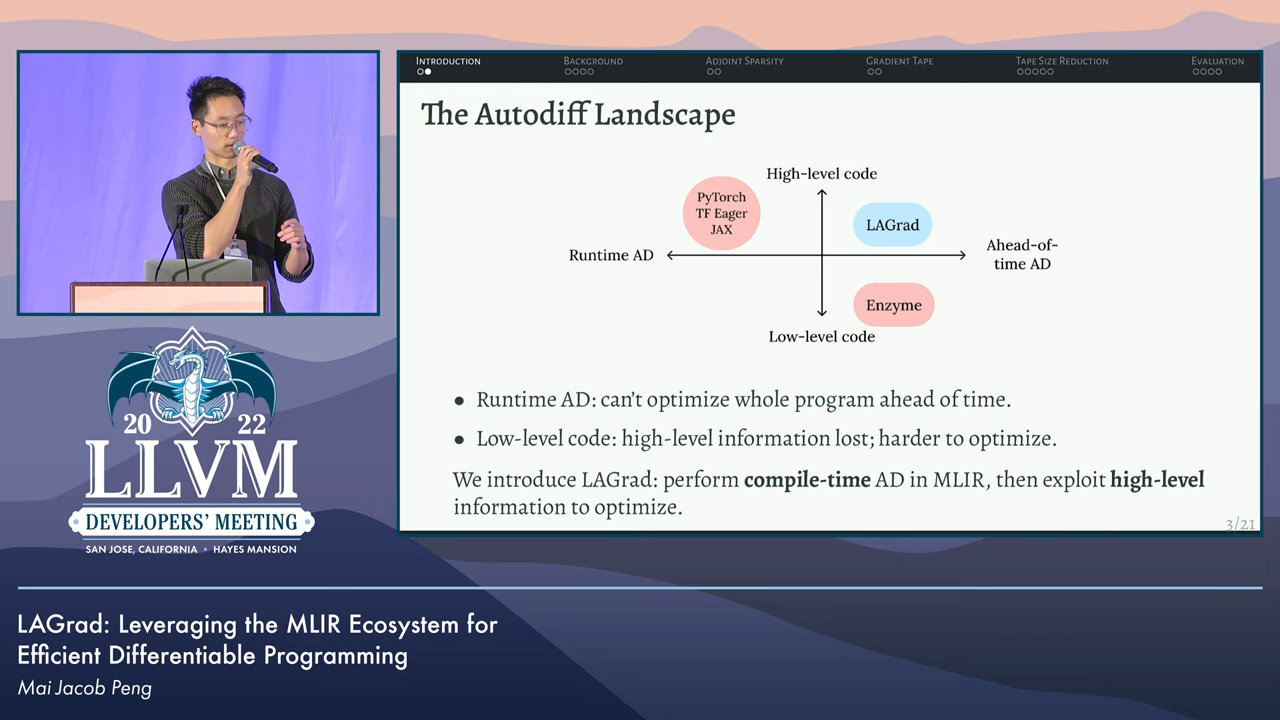 INTRODUCTION
BACKGROUND
ADJOINT SPARSITY
GRADIENT TAPE
TAPE SIZE REDUCTION
EVALUATION
The Autodiff Landscape
High-level code
PyTorch
TF Eager
JAX
LAGrad
Runtime AD
Ahead-of-
time AD
Enzyme
Low-level code
• Runtime AD: can't optimize whole program ahead of time.
• Low-level code: high-level information lost; harder to optimize.
We introduce LAGrad: perform compile-time AD in MLIR, then exploit high-level
information to optimize.
3/21
20 22
LLVM
DEVELOPERS' MEETING
SAN JOSE, CALIFORNIA • HAYES MANSION
LAGrad: Leveraging the MLIR Ecosystem for
Efficient Differentiable Programming
Mai Jacob Peng